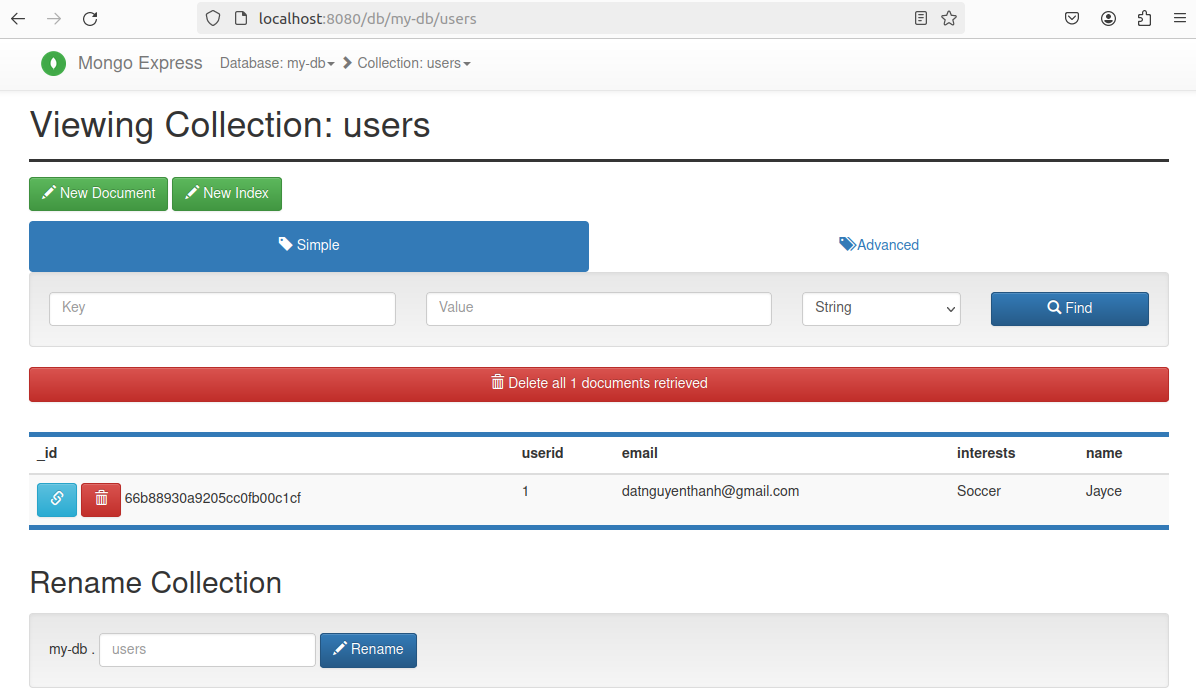 localhost:8080/db/my-db/users
Mongo Express Database: my-db Collection: users
Viewing Collection: users
New Document New Index
Simple Advanced
Key Value String Find
Delete all 1 documents retrieved
_id userid email interests name
66b88930a9205cc0fb00c1cf 1 datnguyenthanh@gmail.com Soccer Jayce
Rename Collection
my-db . users Rename